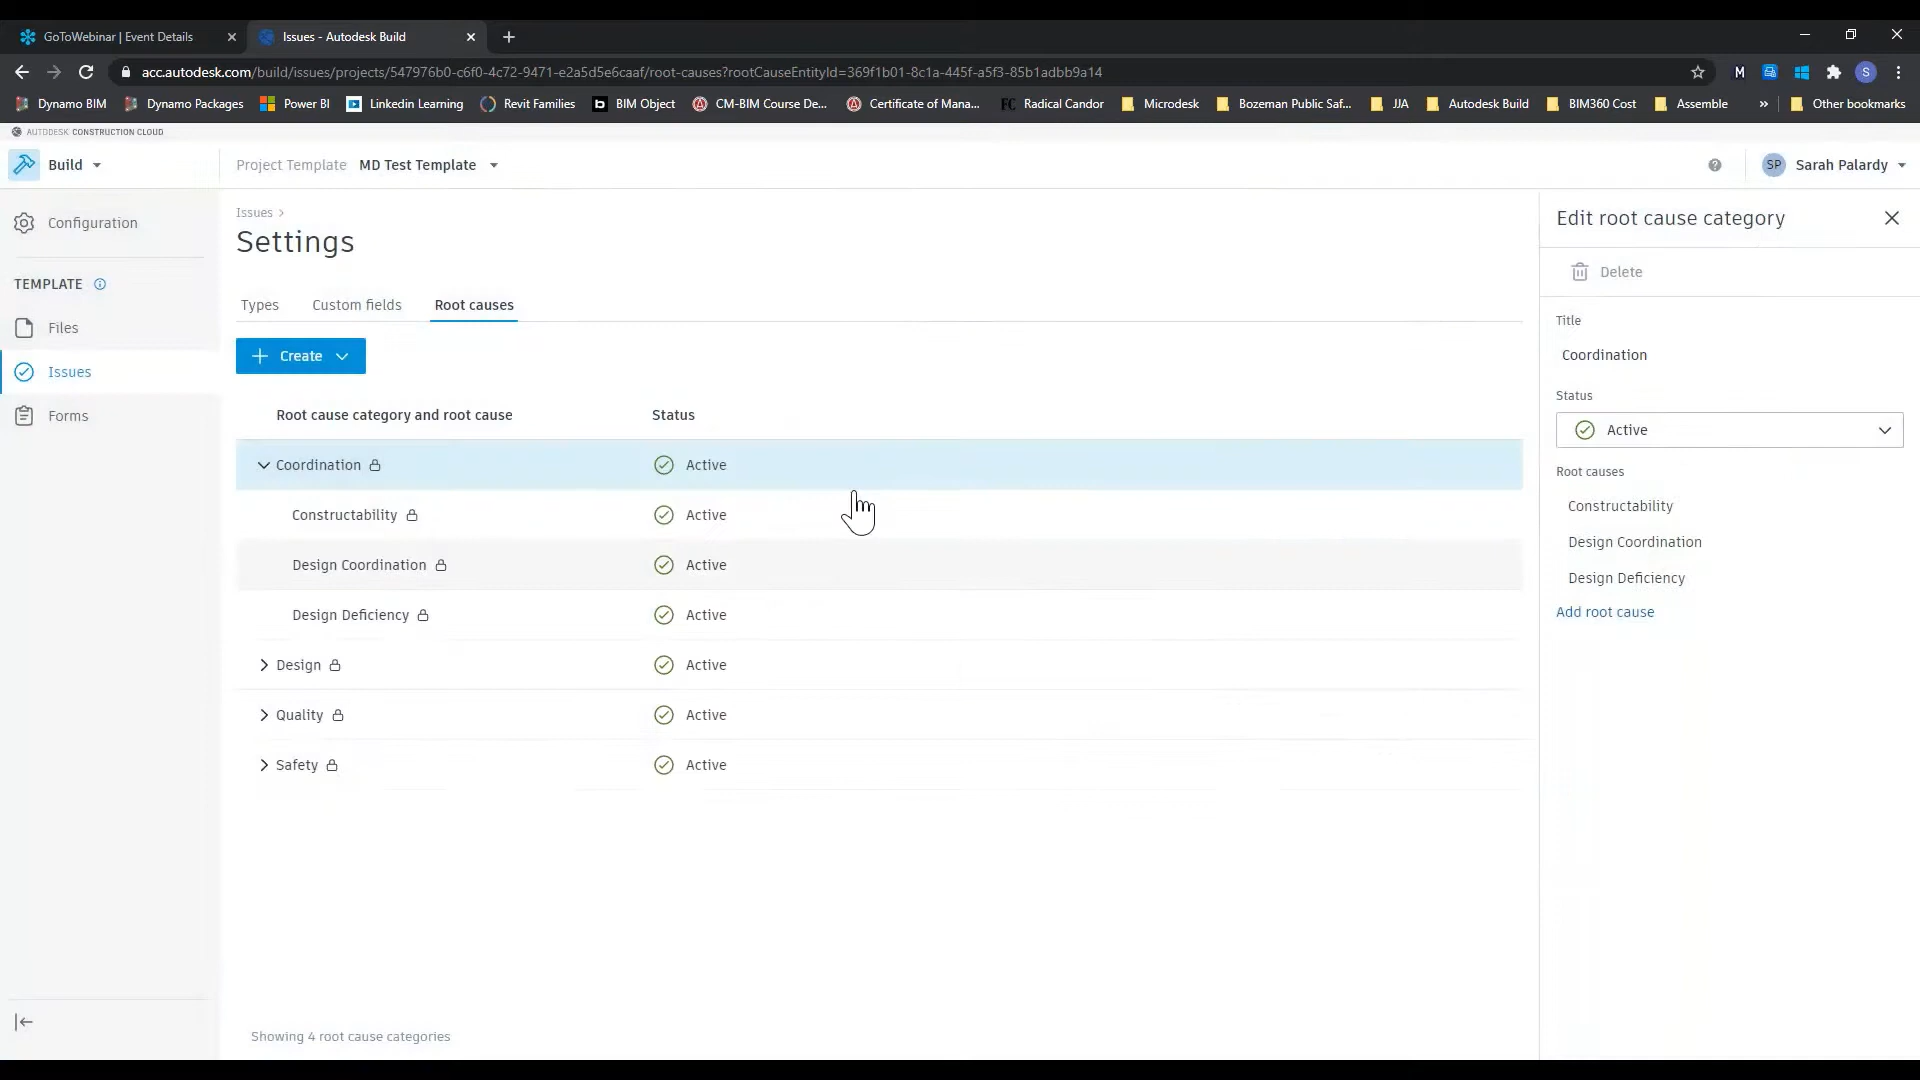 GoToWebinar | Event Details
Issues - Autodesk Build
acc.autodesk.com/build/issues/projects/547976b0-c6f0-4c72-9471-e2a5d5e6caaf/root-causes?rootCauseEntityId=369f1b01-8c1a-445f-a5f3-85b1adbb9a14
M
S
Dynamo BIM
Dynamo Packages
Power BI
Linkedin Learning
Revit Families
b BIM Object
CM-BIM Course De...
Certificate of Mana...
FC Radical Candor
Microdesk
Bozeman Public Saf...
JJA
Autodesk Build
BIM360 Cost
Assemble
»
Other bookmarks
AUTODESK CONSTRUCTION CLOUD
Build
Project Template MD Test Template
SP Sarah Palardy
Configuration
TEMPLATE
Files
Issues
Forms
Issues >
Settings
Types
Custom fields
Root causes
+ Create
Root cause category and root cause Status
Coordination Active
Constructability Active
Design Coordination Active
Design Deficiency Active
Design Active
Quality Active
Safety Active
Showing 4 root cause categories
Edit root cause category
Delete
Title
Coordination
Status
Active
Root causes
Constructability
Design Coordination
Design Deficiency
Add root cause